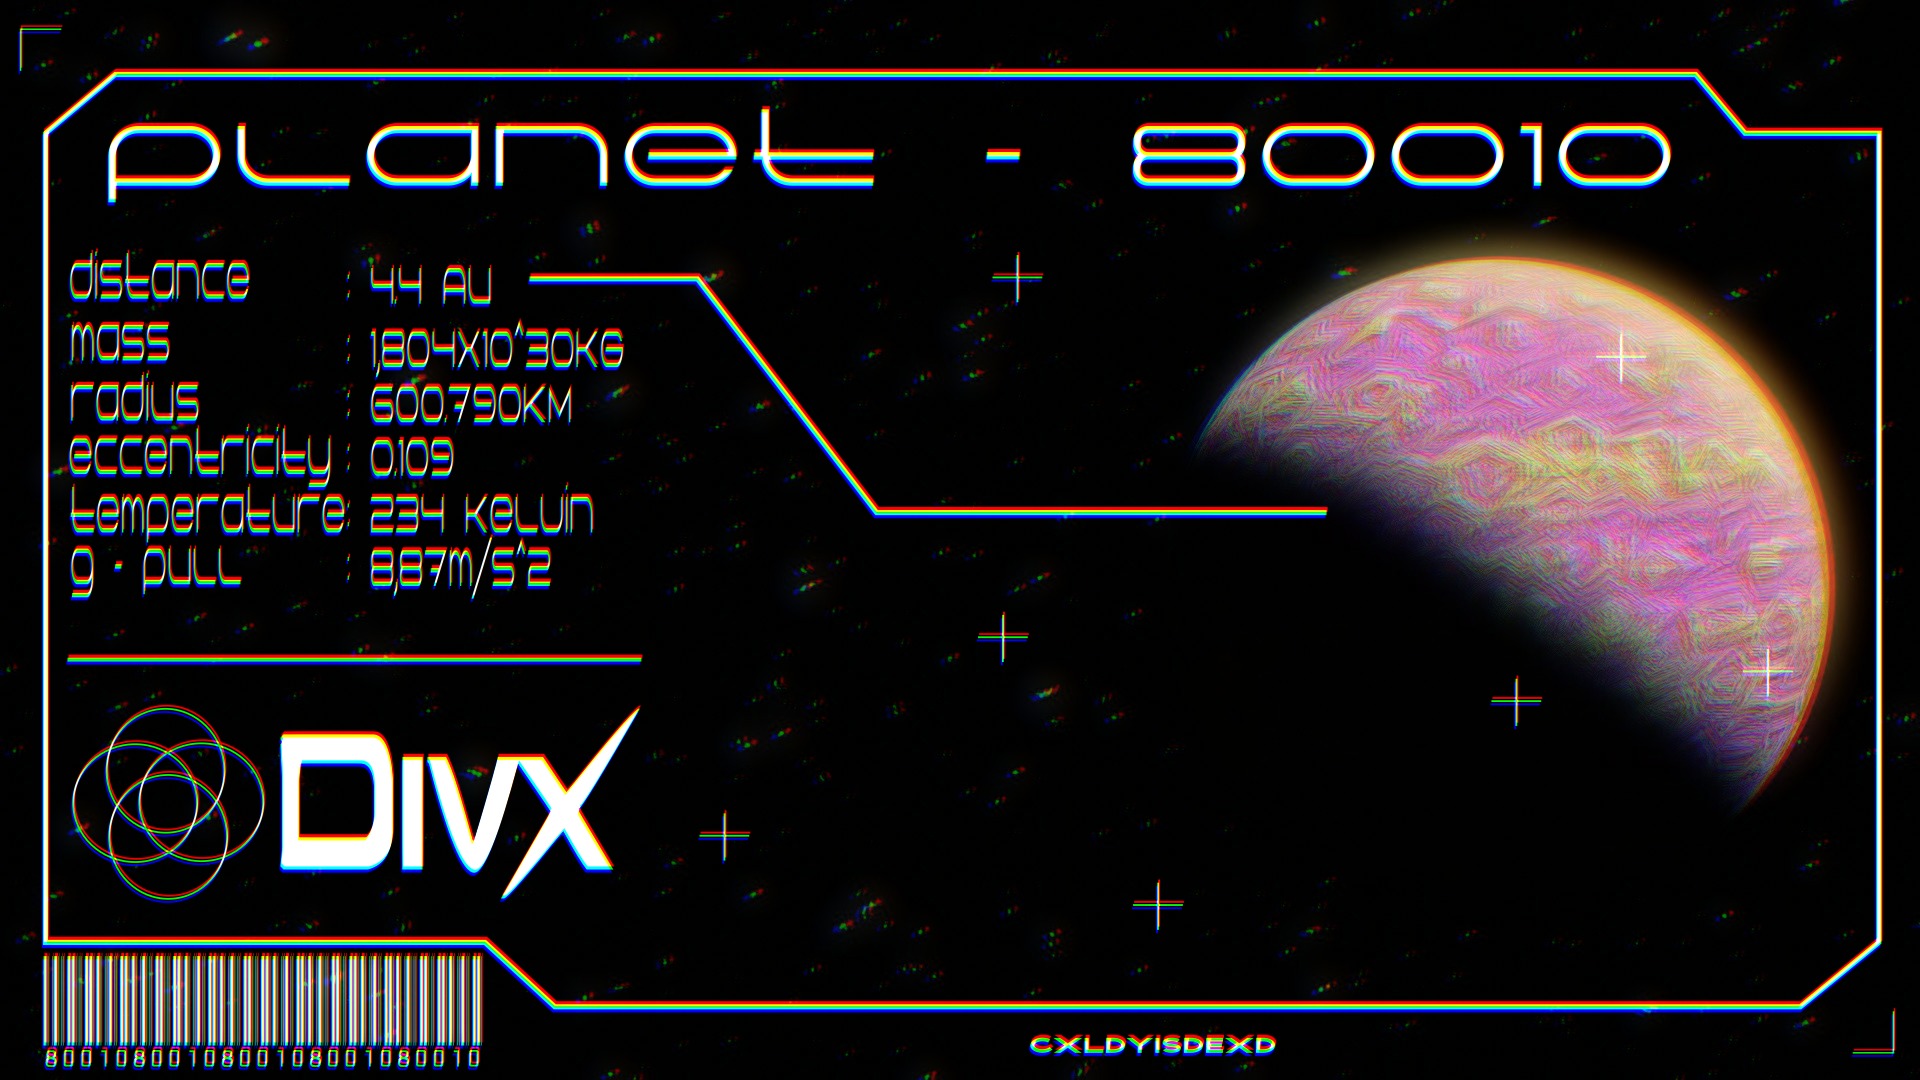 planet - 80010
distance : 4,4 AU
mass : 1,804X10^30KG
radius : 600.790KM
eccentricity : 0,109
temperature : 234 Kelvin
g - pull : 8,87m/s^2
DIVX
8001080010800108001080010
CXLDYISDEXD